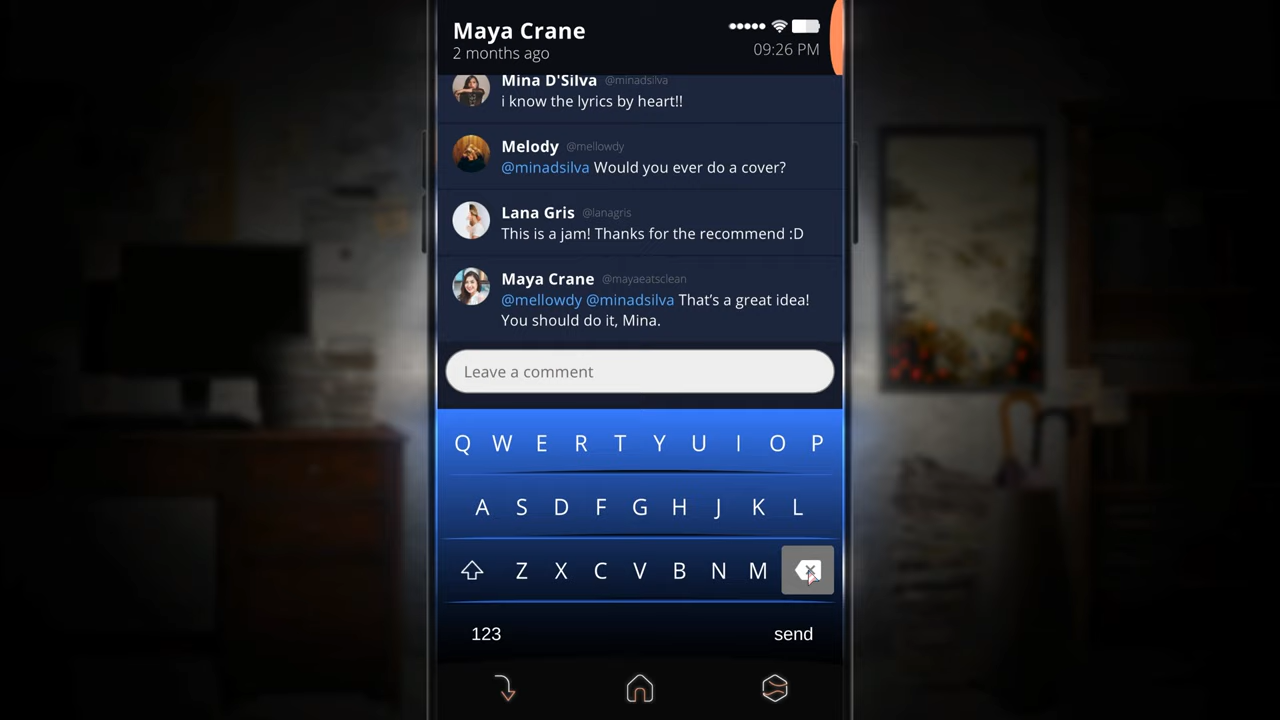 Maya Crane
2 months ago
09:26 PM
Mina D'Silva @minadsilva
i know the lyrics by heart!!
Melody @mellowdy
@minadsilva Would you ever do a cover?
Lana Gris @lanagris
This is a jam! Thanks for the recommend :D
Maya Crane @mayaeatsclean
@mellowdy @minadsilva That's a great idea!
You should do it, Mina.
Leave a comment
Q W E R T Y U I O P
A S D F G H J K L
Z X C V B N M
123 send